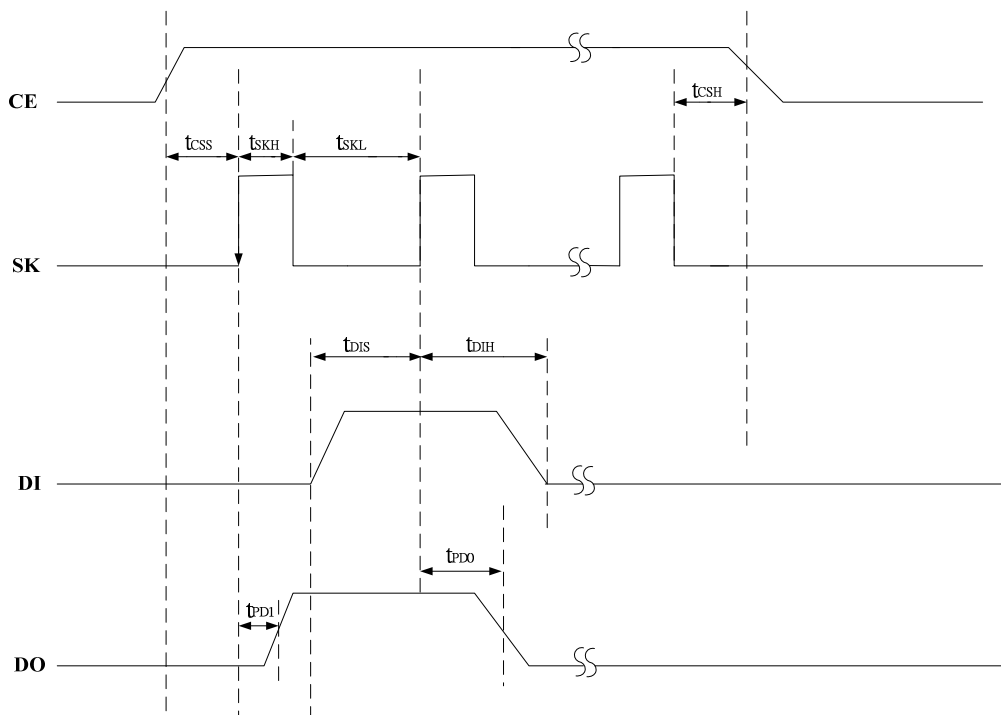 CE
tCSH
tCSS
tSKH
tSKL
SK
tDIS
tDIH
DI
tPD0
tPD1
DO